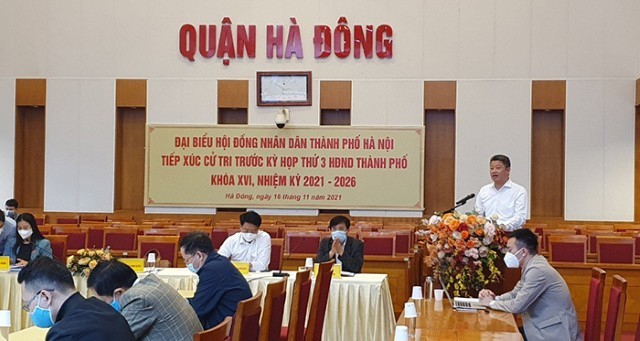 QUẬN HÀ ĐÔNG
ĐẠI BIỂU HỘI ĐỒNG NHÂN DÂN THÀNH PHỐ HÀ NỘI
TIẾP XÚC CỬ TRI TRƯỚC KỲ HỌP THỨ 3 HĐND THÀNH PHỐ
KHÓA XVI, NHIỆM KỲ 2021 - 2026
Hà Đông, ngày 16 tháng 11 năm 2021